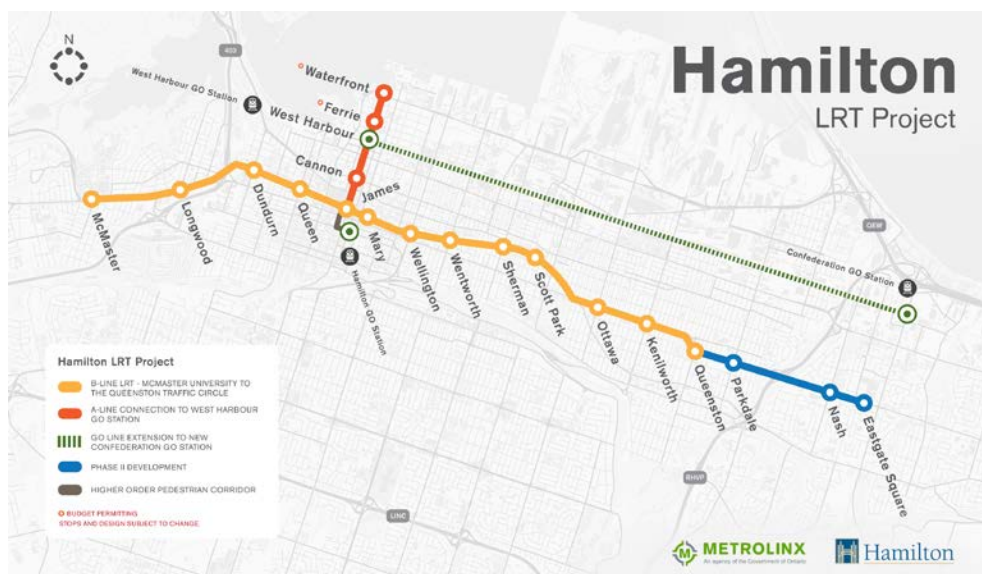 Hamilton
LRT Project
N
403
West Harbour GO Station
Waterfront
Ferrie
West Harbour
Cannon
James
McMaster
Longwood
Dundurn
Queen
Mary
Hamilton GO Station
Wellington
Wentworth
Sherman
Scott Park
Ottawa
Kenilworth
Queenston
Parkdale
Nash
Eastgate Square
QEW
Confederation GO Station
RHVP
LINC
Hamilton LRT Project
B-LINE LRT - MCMASTER UNIVERSITY TO
THE QUEENSTON TRAFFIC CIRCLE
A-LINE CONNECTION TO WEST HARBOUR
GO STATION
GO LINE EXTENSION TO NEW
CONFEDERATION GO STATION
PHASE II DEVELOPMENT
HIGHER ORDER PEDESTRIAN CORRIDOR
BUDGET PERMITTING
STOPS AND DESIGN SUBJECT TO CHANGE
METROLINX
An agency of the Government of Ontario
Hamilton